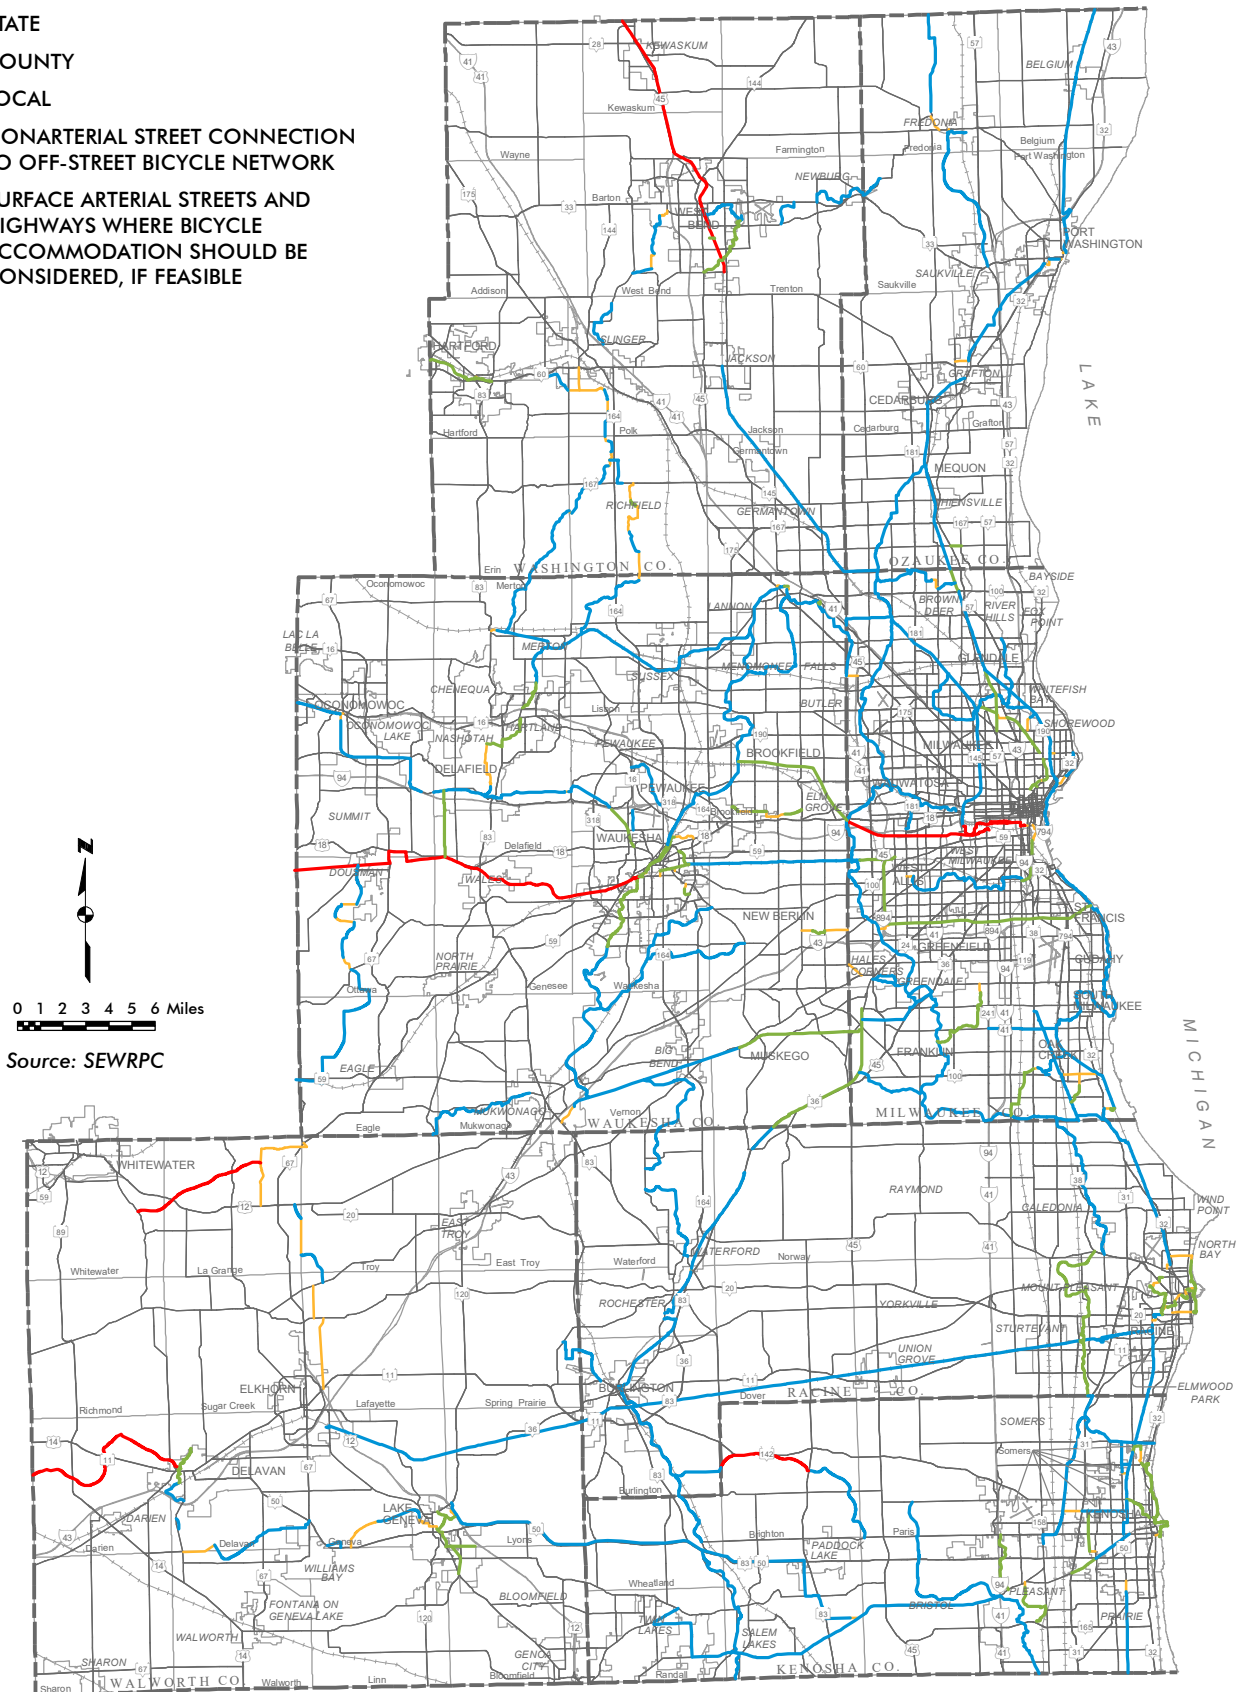 TATE
OUNTY
OCAL
ONARTERIAL STREET CONNECTION
O OFF-STREET BICYCLE NETWORK
URFACE ARTERIAL STREETS AND
IGHWAYS WHERE BICYCLE
CCOMMODATION SHOULD BE
ONSIDERED, IF FEASIBLE
KEWASKUM
Kewaskum
BELGIUM
FREDONIA
Fredonia
Belgium
Port Washington
Wayne
Farmington
NEWBURG
Barton
WEST
BEND
PORT
WASHINGTON
SAUKVILLE
Saukville
Addison
West Bend
Trenton
HARTFORD
SLINGER
JACKSON
GRAFTON
CEDARBURG
LAKE
Hartford
Polk
Jackson
Germantown
Cedarburg
Grafton
MEQUON
THIENSVILLE
RICHFIELD
GERMANTOWN
Erin
WASHINGTON CO.
OZAUKEE CO.
Oconomowoc
Merton
BAYSIDE
LANNON
BROWN
DEER
RIVER
HILLS
FOX
POINT
LAC LA
BELLE
MERTON
MENOMONEE FALLS
GLENDALE
SUSSEX
CHENEQUA
WHITEFISH
BAY
OCONOMOWOC
Lisbon
BUTLER
OCONOMOWOC
LAKE
HARTLAND
NASHOTAH
SHOREWOOD
PEWAUKEE
BROOKFIELD
MILWAUKEE
DELAFIELD
WAUWATOSA
PEWAUKEE
ELM
GROVE
SUMMIT
Brookfield
WAUKESHA
Delafield
WEST
MILWAUKEE
DOUSMAN
WALES
WEST
ALLIS
NEW BERLIN
ST.
FRANCIS
GREENFIELD
NORTH
PRAIRIE
HALES
CORNERS
CUDAHY
GREENDALE
Ottawa
Genesee
Waukesha
SOUTH
MILWAUKEE
0 1 2 3 4 5 6 Miles
Source: SEWRPC
MICHIGAN
BIG
BEND
MUSKEGO
FRANKLIN
OAK
CREEK
EAGLE
MUKWONAGO
Vernon
MILWAUKEE CO.
Eagle
Mukwonago
WAUKESHA CO.
WHITEWATER
RAYMOND
CALEDONIA
WIND
POINT
EAST
TROY
NORTH
BAY
WATERFORD
Norway
Whitewater
La Grange
Troy
East Troy
Waterford
MOUNT PLEASANT
ROCHESTER
YORKVILLE
STURTEVANT
RACINE
UNION
GROVE
ELKHORN
BURLINGTON
Dover
RACINE CO.
ELMWOOD
PARK
Richmond
Sugar Creek
Lafayette
Spring Prairie
SOMERS
Somers
DELAVAN
Burlington
DARIEN
LAKE
GENEVA
KENOSHA
Darien
Delavan
Geneva
Lyons
Brighton
Paris
PADDOCK
LAKE
WILLIAMS
BAY
Wheatland
PLEASANT
PRAIRIE
BLOOMFIELD
BRISTOL
FONTANA ON
GENEVA LAKE
TWIN
LAKES
WALWORTH
SALEM
LAKES
SHARON
GENOA
CITY
Sharon
WALWORTH CO.
Walworth
Linn
Bloomfield
Randall
KENOSHA CO.